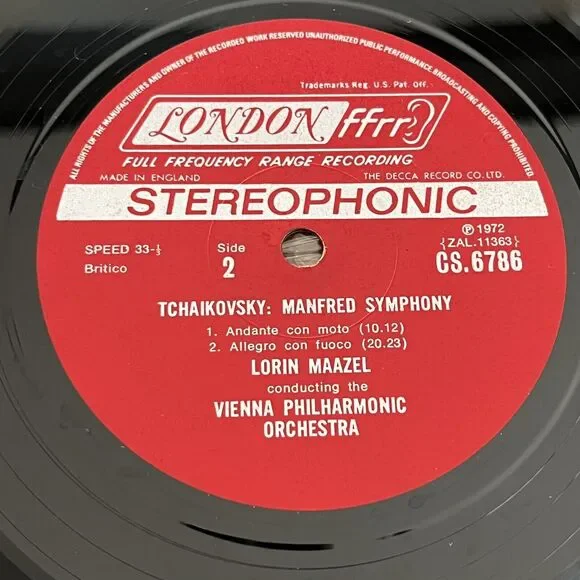 ALL RIGHTS OF THE MANUFACTURERS AND OWNER OF THE RECORDED WORK RESERVED UNAUTHORIZED PUBLIC PERFORMANCE BROADCASTING AND COPYING PROHIBITED.
Trademarks Reg. U.S. Pat. Off.
LONDON ffrr
FULL FREQUENCY RANGE RECORDING
MADE IN ENGLAND THE DECCA RECORD CO. LTD.
STEREOPHONIC
SPEED 33-⅓ Side ℗ 1972
Britico 2 {ZAL.11363}
CS.6786
TCHAIKOVSKY: MANFRED SYMPHONY
1. Andante con moto (10.12)
2. Allegro con fuoco (20.23)
LORIN MAAZEL
conducting the
VIENNA PHILHARMONIC
ORCHESTRA